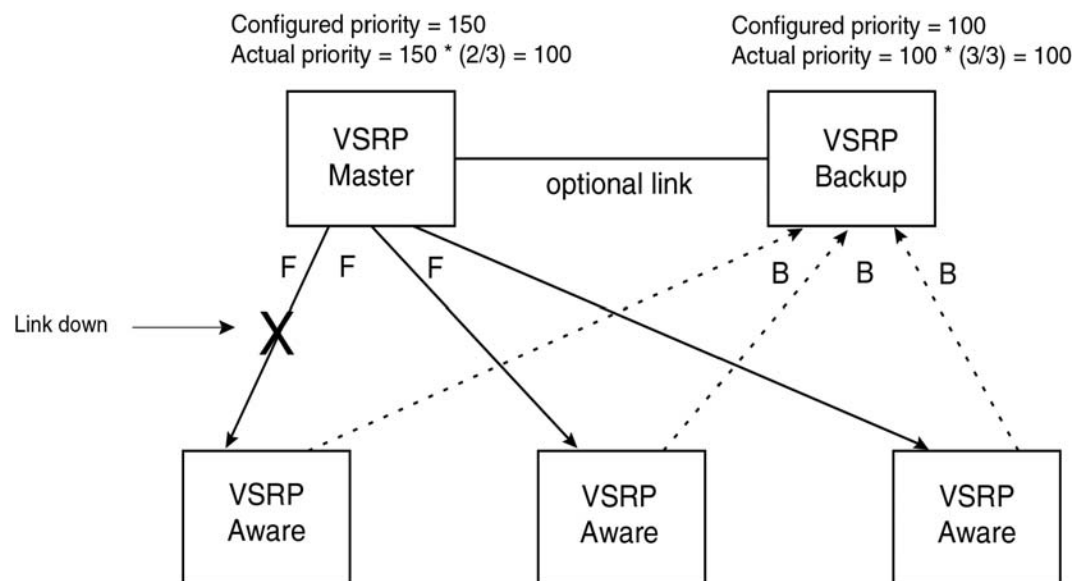 Configured priority = 150
Actual priority = 150 * (2/3) = 100
Configured priority = 100
Actual priority = 100 * (3/3) = 100
VSRP
Master
optional link
VSRP
Backup
F
F
F
B
B
B
Link down
X
VSRP
Aware
VSRP
Aware
VSRP
Aware